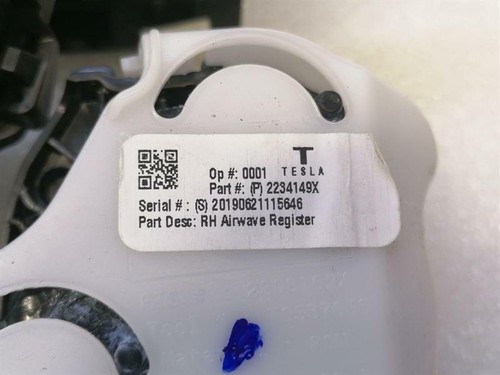 Op #: 0001 TESLA
Part #: (P) 2234149X
Serial # : (S) 20190621115646
Part Desc: RH Airwave Register